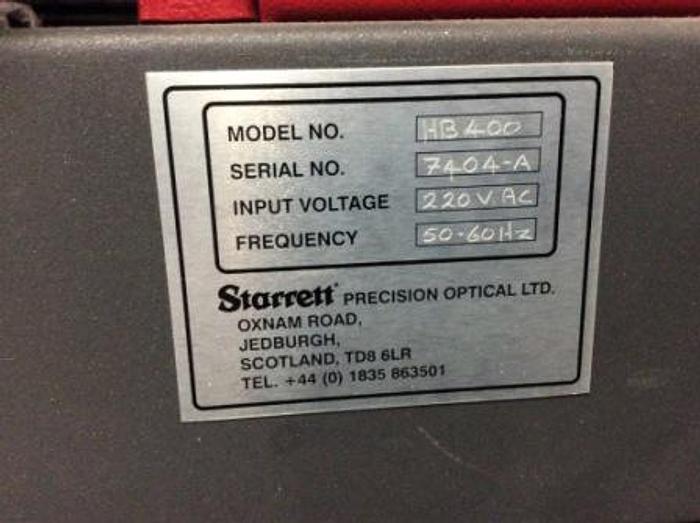 MODEL NO. HB400
SERIAL NO. 7404-A
INPUT VOLTAGE 220V.AC
FREQUENCY 50-60Hz
Starrett PRECISION OPTICAL LTD.
OXNAM ROAD,
JEDBURGH,
SCOTLAND, TD8 6LR
TEL. +44 (0) 1835 863501